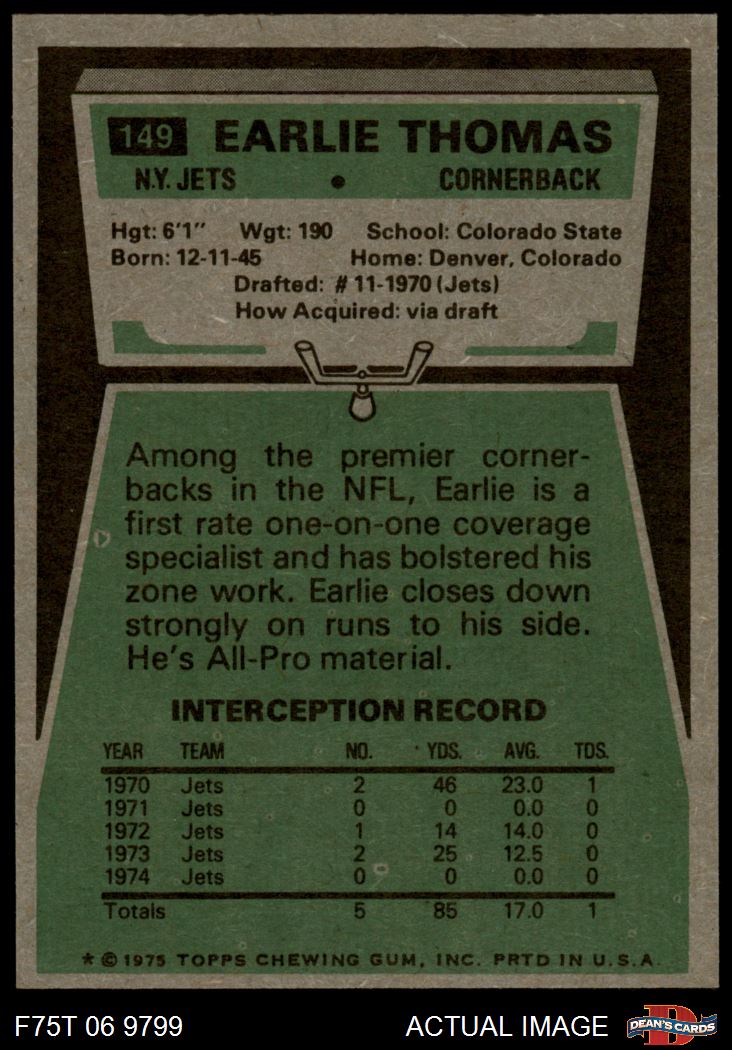 149 EARLIE THOMAS
N.Y. JETS • CORNERBACK
Hgt: 6'1" Wgt: 190 School: Colorado State
Born: 12-11-45 Home: Denver, Colorado
Drafted: # 11-1970 (Jets)
How Acquired: via draft
Among the premier corner-
backs in the NFL, Earlie is a
first rate one-on-one coverage
specialist and has bolstered his
zone work. Earlie closes down
strongly on runs to his side.
He's All-Pro material.
INTERCEPTION RECORD
YEAR TEAM NO. YDS. AVG. TDS.
1970 Jets 2 46 23.0 1
1971 Jets 0 0 0.0 0
1972 Jets 1 14 14.0 0
1973 Jets 2 25 12.5 0
1974 Jets 0 0 0.0 0
Totals 5 85 17.0 1
* © 1975 TOPPS CHEWING GUM, INC. PRTD IN U.S.A.
F75T 06 9799 ACTUAL IMAGE D DEAN'S CARDS